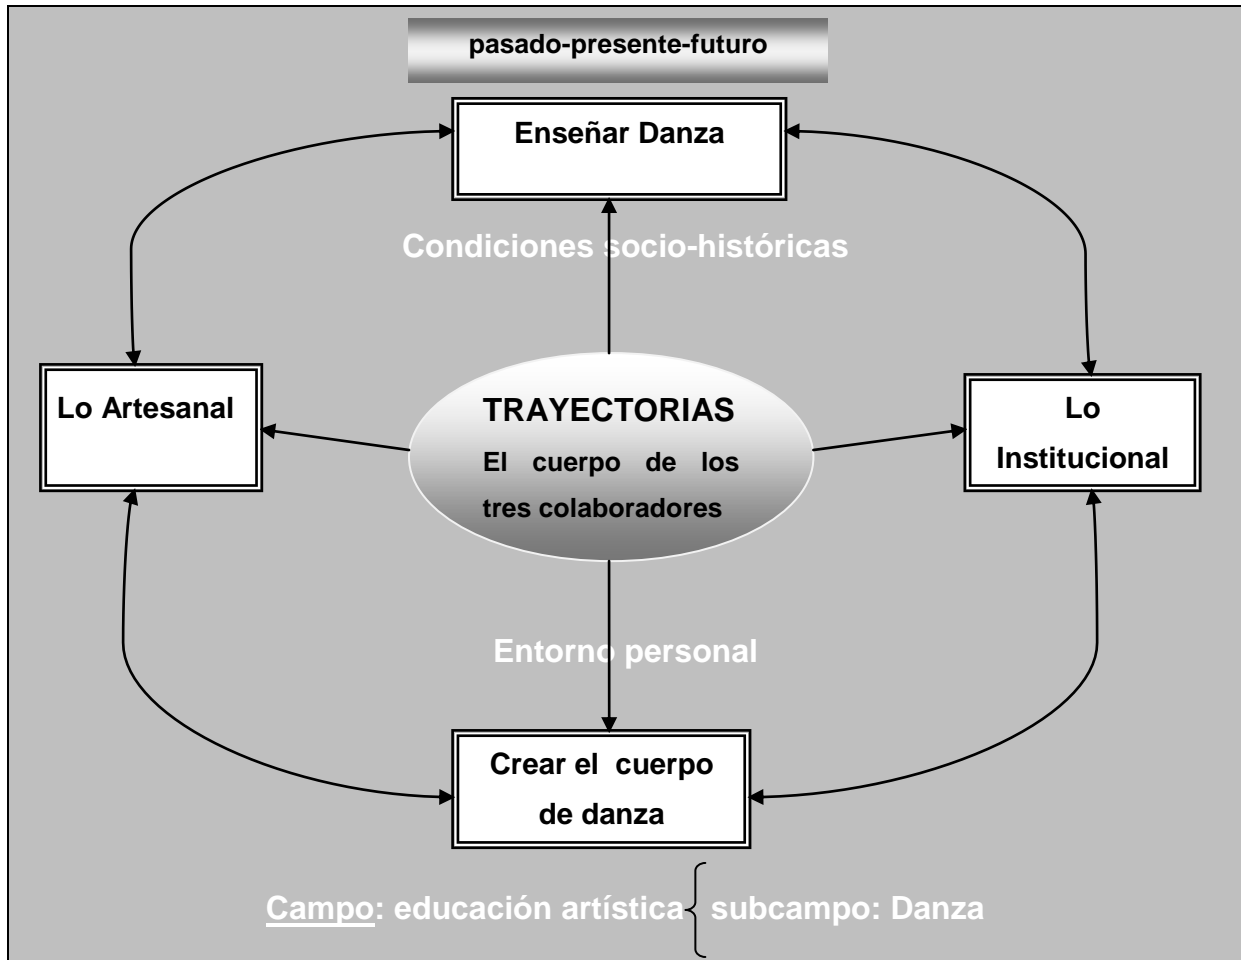 pasado-presente-futuro
Enseñar Danza
Condiciones socio-históricas
Lo Artesanal
TRAYECTORIAS
El cuerpo de los
tres colaboradores
Lo
Institucional
Entorno personal
Crear el cuerpo
de danza
Campo: educación artística { subcampo: Danza